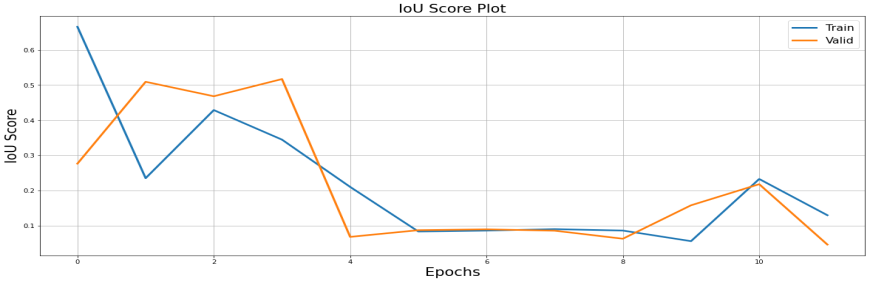 IoU Score Plot
Train
Valid
0.6
0.5
0.4
0.3
0.2
0.1
IoU Score
0 2 4 6 8 10
Epochs